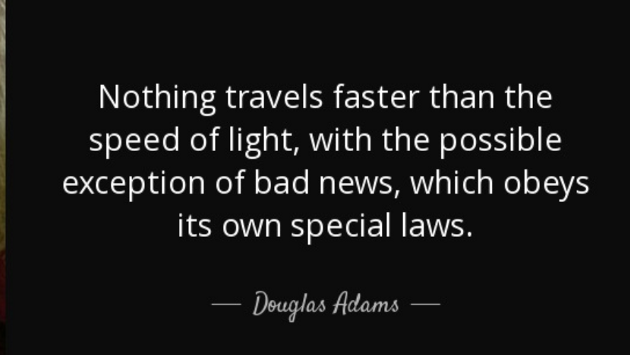 Nothing travels faster than the
speed of light, with the possible
exception of bad news, which obeys
its own special laws.
— Douglas Adams —